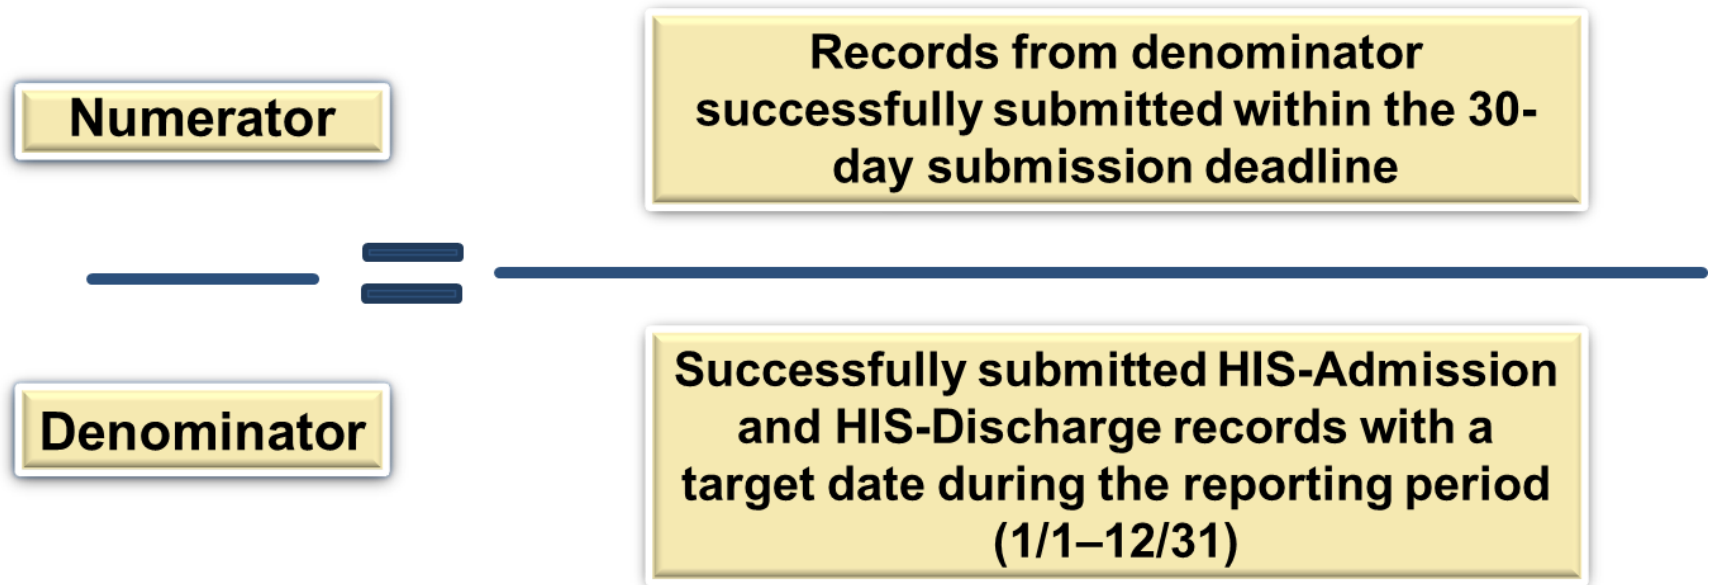 Numerator
Records from denominator
successfully submitted within the 30-
day submission deadline
Denominator
Successfully submitted HIS-Admission
and HIS-Discharge records with a
target date during the reporting period
(1/1–12/31)